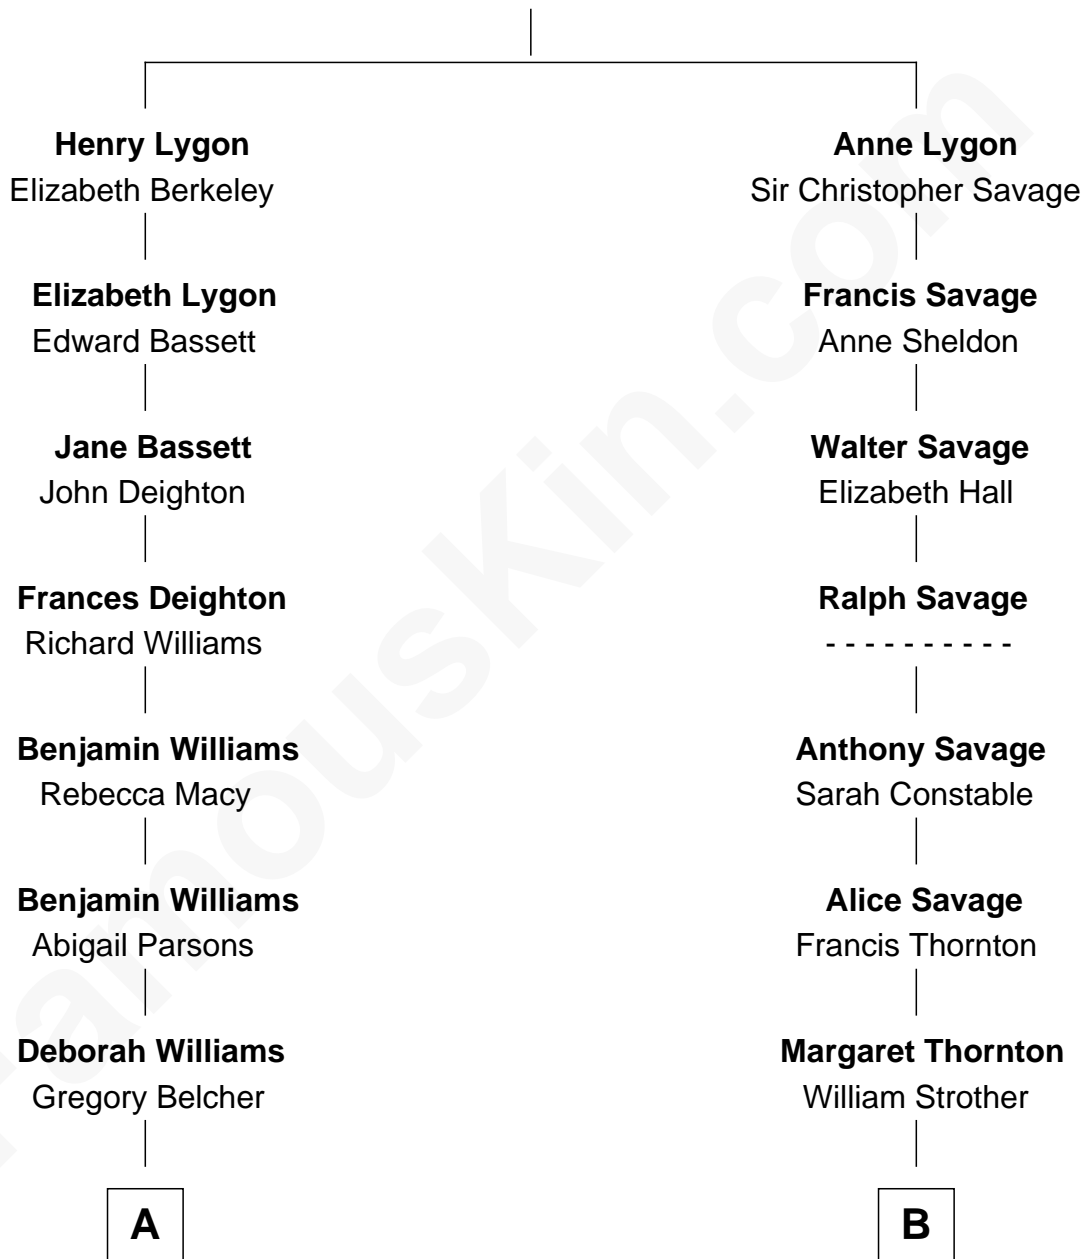 Henry Lygon
Elizabeth Berkeley
Anne Lygon
Sir Christopher Savage
Elizabeth Lygon
Edward Bassett
Francis Savage
Anne Sheldon
Jane Bassett
John Deighton
Walter Savage
Elizabeth Hall
Frances Deighton
Richard Williams
Ralph Savage
- - - - - - - - - -
Benjamin Williams
Rebecca Macy
Anthony Savage
Sarah Constable
Benjamin Williams
Abigail Parsons
Alice Savage
Francis Thornton
Deborah Williams
Gregory Belcher
Margaret Thornton
William Strother
A
B
FamousKin.com